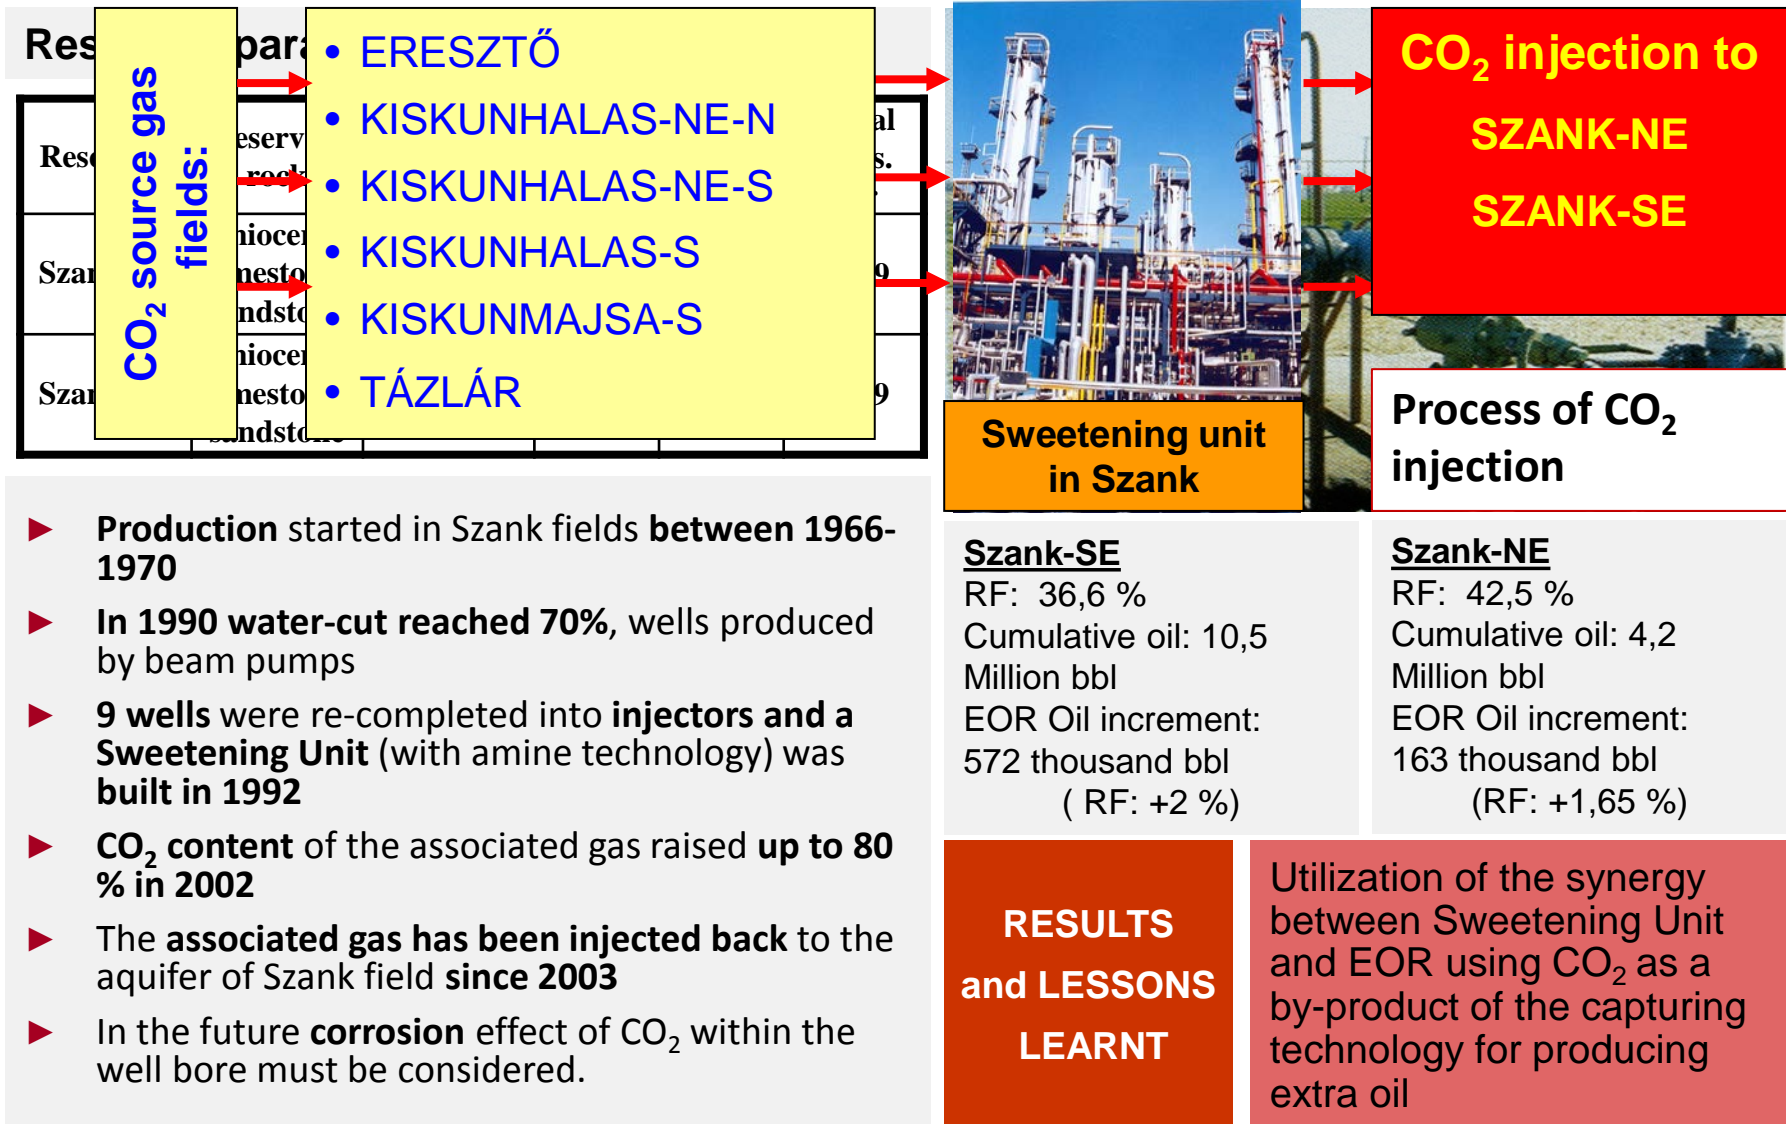 CO2 source gas
fields:
• ERESZTŐ
• KISKUNHALAS-NE-N
• KISKUNHALAS-NE-S
• KISKUNHALAS-S
• KISKUNMAJSA-S
• TÁZLÁR
Sweetening unit
in Szank
CO2 injection to
SZANK-NE
SZANK-SE
Process of CO2
injection
► Production started in Szank fields between 1966-
1970
► In 1990 water-cut reached 70%, wells produced
by beam pumps
► 9 wells were re-completed into injectors and a
Sweetening Unit (with amine technology) was
built in 1992
► CO2 content of the associated gas raised up to 80
% in 2002
► The associated gas has been injected back to the
aquifer of Szank field since 2003
► In the future corrosion effect of CO2 within the
well bore must be considered.
Szank-SE
RF: 36,6 %
Cumulative oil: 10,5
Million bbl
EOR Oil increment:
572 thousand bbl
( RF: +2 %)
Szank-NE
RF: 42,5 %
Cumulative oil: 4,2
Million bbl
EOR Oil increment:
163 thousand bbl
(RF: +1,65 %)
RESULTS
and LESSONS
LEARNT
Utilization of the synergy
between Sweetening Unit
and EOR using CO2 as a
by-product of the capturing
technology for producing
extra oil